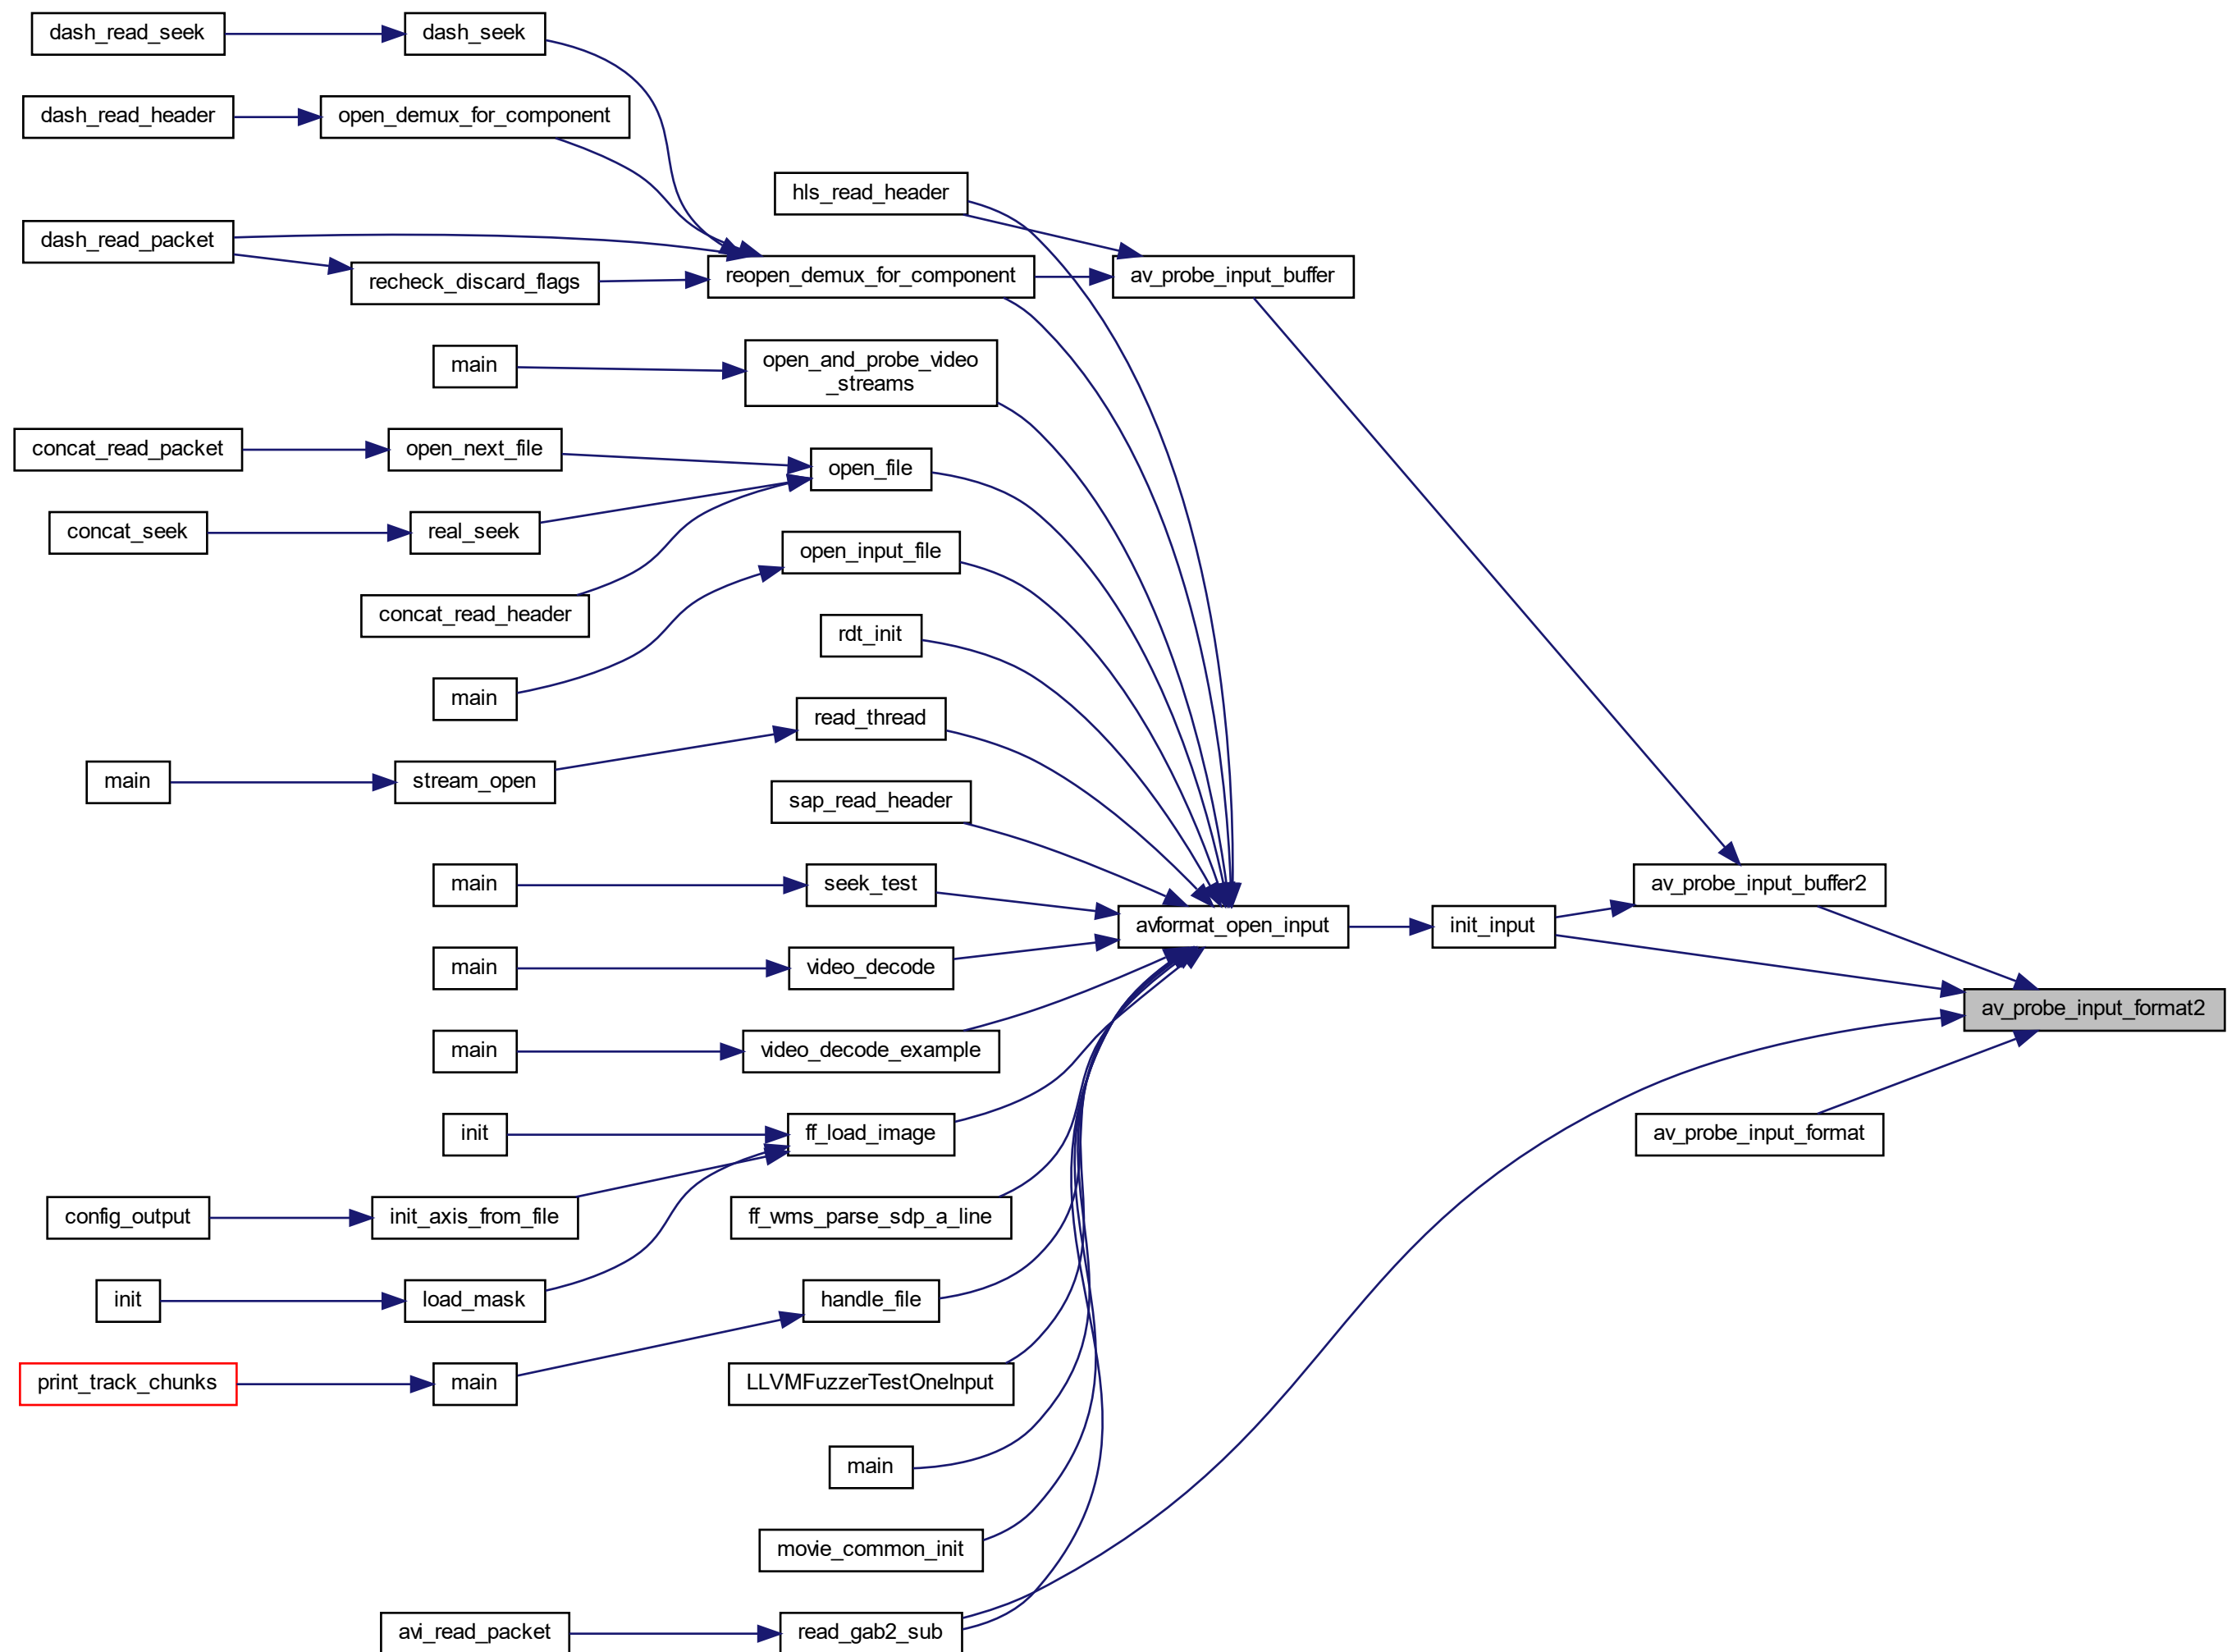 dash_read_seek
dash_seek
dash_read_header
open_demux_for_component
hls_read_header
dash_read_packet
recheck_discard_flags
reopen_demux_for_component
av_probe_input_buffer
main
open_and_probe_video
_streams
concat_read_packet
open_next_file
open_file
concat_seek
real_seek
open_input_file
concat_read_header
rdt_init
main
read_thread
main
stream_open
sap_read_header
main
seek_test
av_probe_input_buffer2
avformat_open_input
init_input
main
video_decode
av_probe_input_format2
main
video_decode_example
init
ff_load_image
av_probe_input_format
config_output
init_axis_from_file
ff_wms_parse_sdp_a_line
init
load_mask
handle_file
print_track_chunks
main
LLVMFuzzerTestOneInput
main
movie_common_init
avi_read_packet
read_gab2_sub